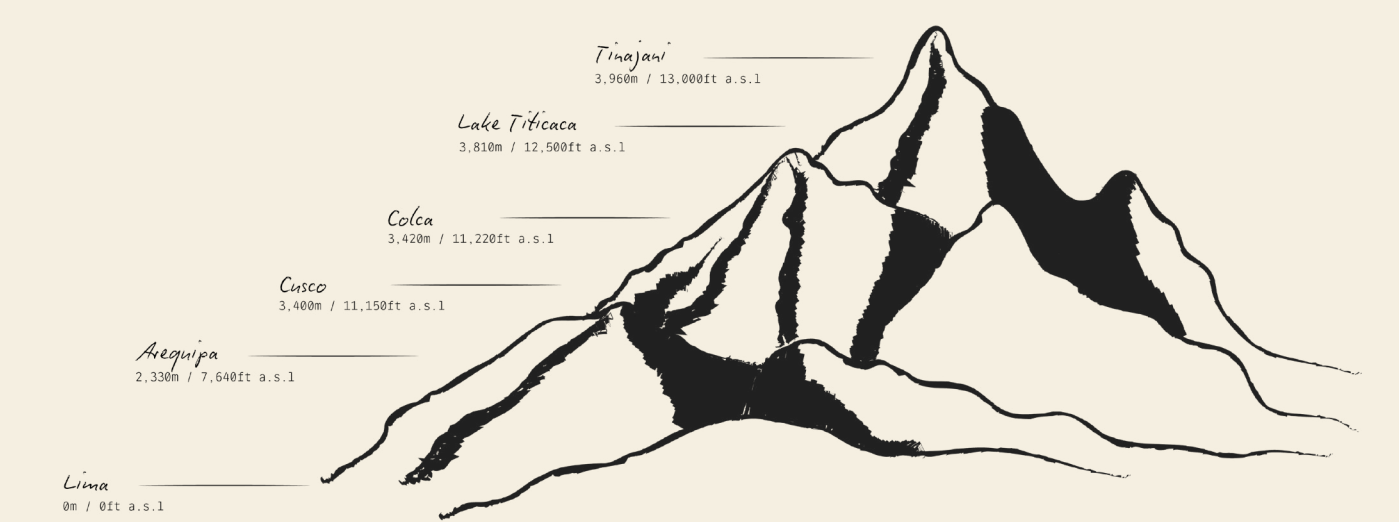 Tinajani
3,960m / 13,000ft a.s.l
Lake Titicaca
3,810m / 12,500ft a.s.l
Colca
3,420m / 11,220ft a.s.l
Cusco
3,400m / 11,150ft a.s.l
Arequipa
2,330m / 7,640ft a.s.l
Lima
0m / 0ft a.s.l